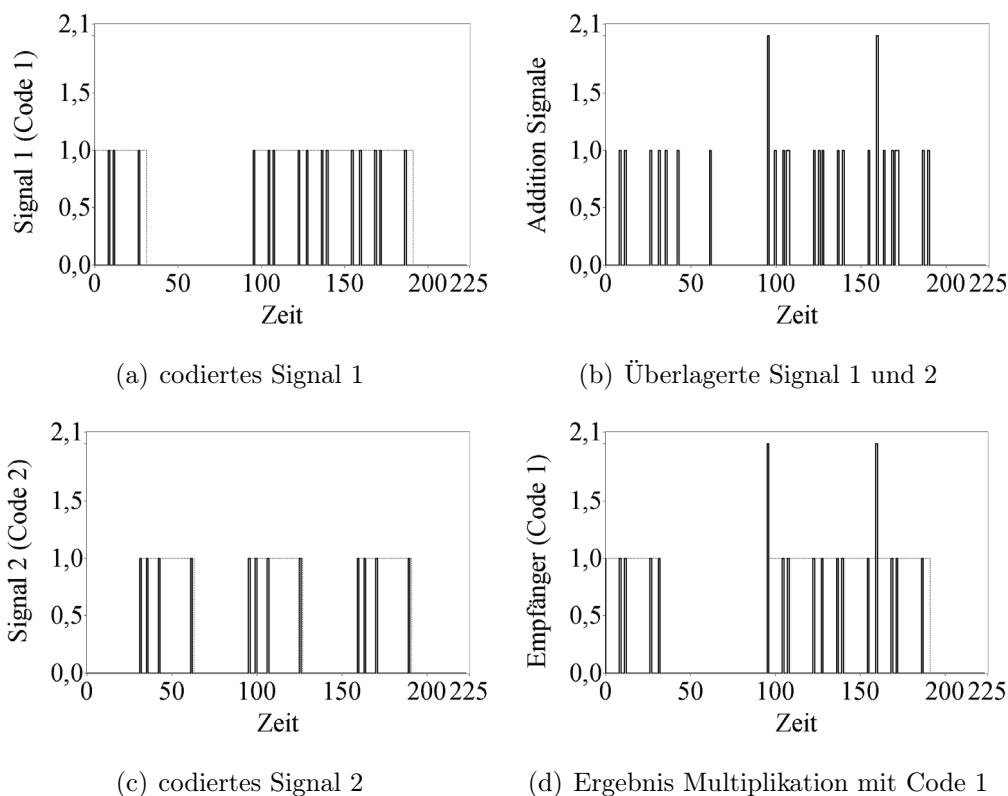 2,1
1,5
1,0
0,5
0,0
0 50 100 150 200 225
Zeit
Signal 1 (Code 1)
(a) codiertes Signal 1
2,1
1,5
1,0
0,5
0,0
0 50 100 150 200 225
Zeit
Addition Signale
(b) Überlagerte Signal 1 und 2
2,1
1,5
1,0
0,5
0,0
0 50 100 150 200 225
Zeit
Signal 2 (Code 2)
(c) codiertes Signal 2
2,1
1,5
1,0
0,5
0,0
0 50 100 150 200 225
Zeit
Empfänger (Code 1)
(d) Ergebnis Multiplikation mit Code 1